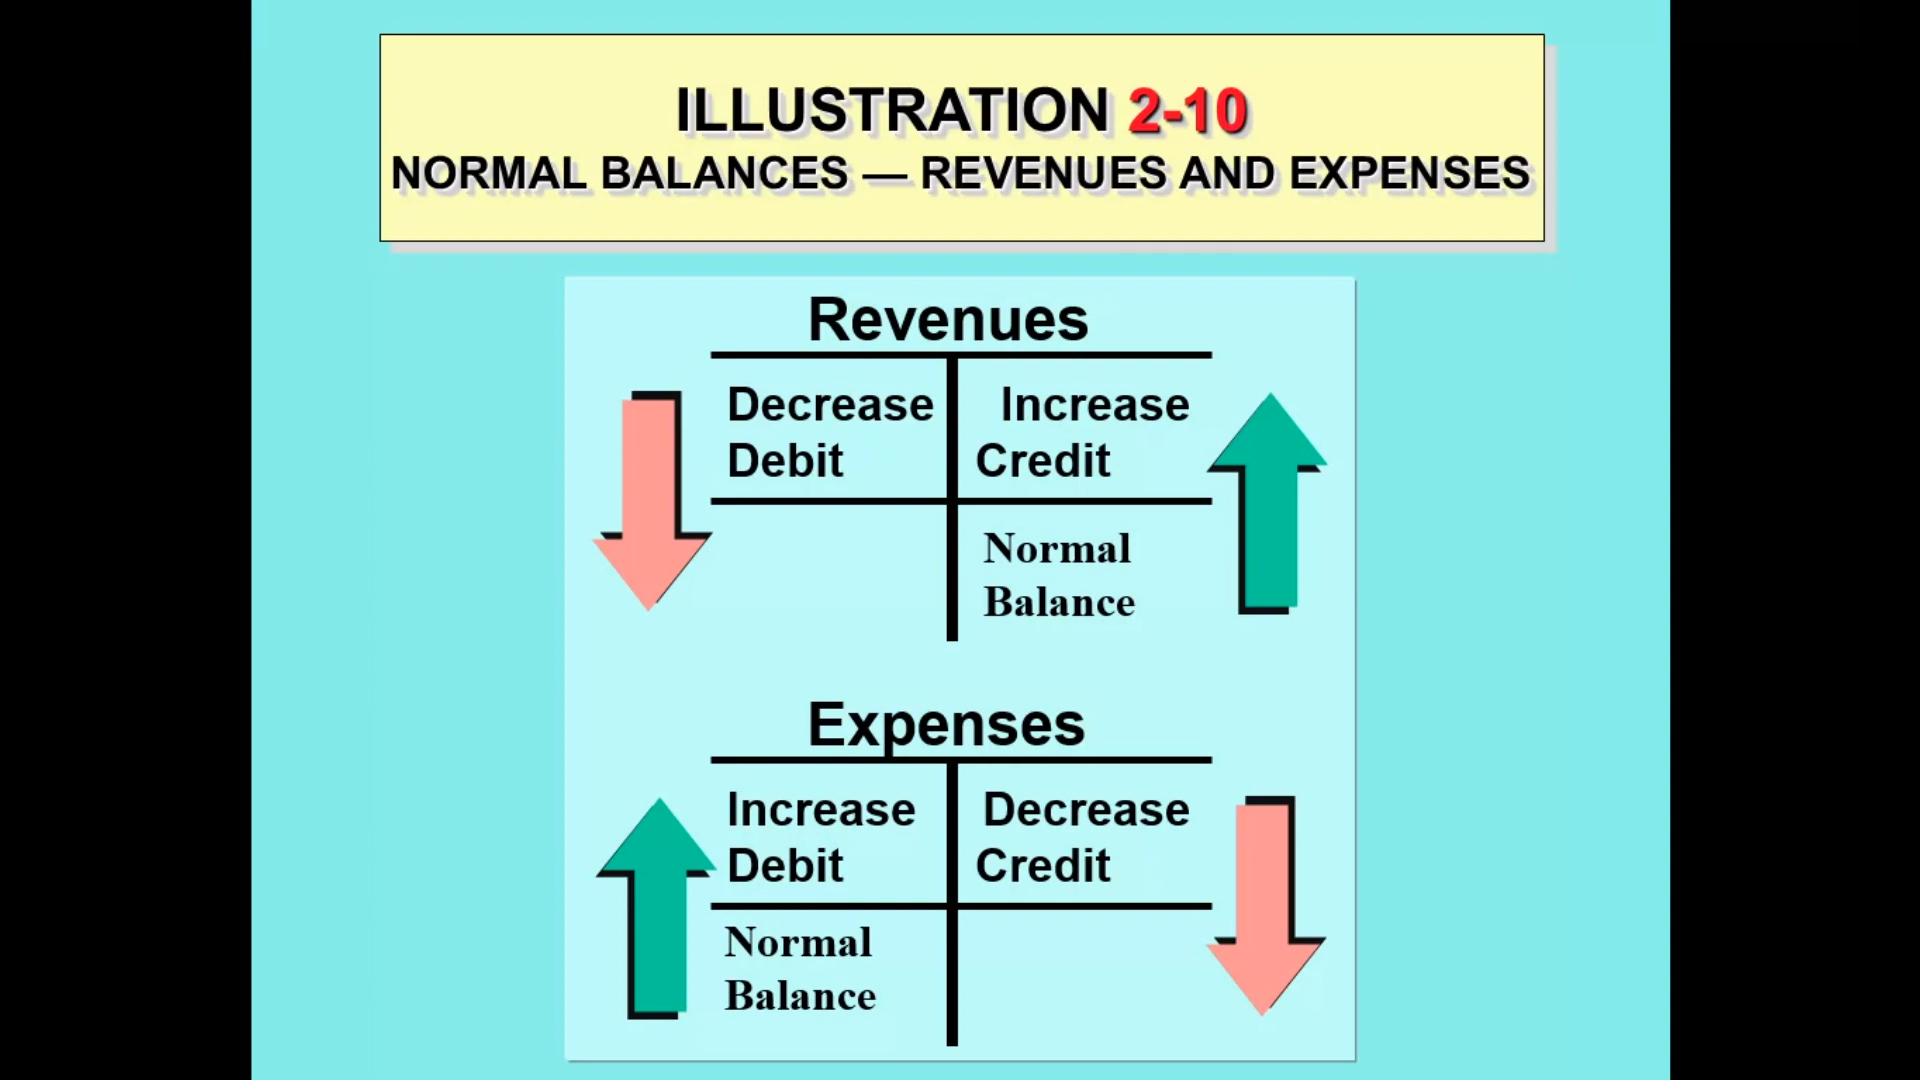 ILLUSTRATION 2-10
NORMAL BALANCES — REVENUES AND EXPENSES
Revenues
Decrease Increase
Debit Credit
Normal
Balance
Expenses
Increase Decrease
Debit Credit
Normal
Balance